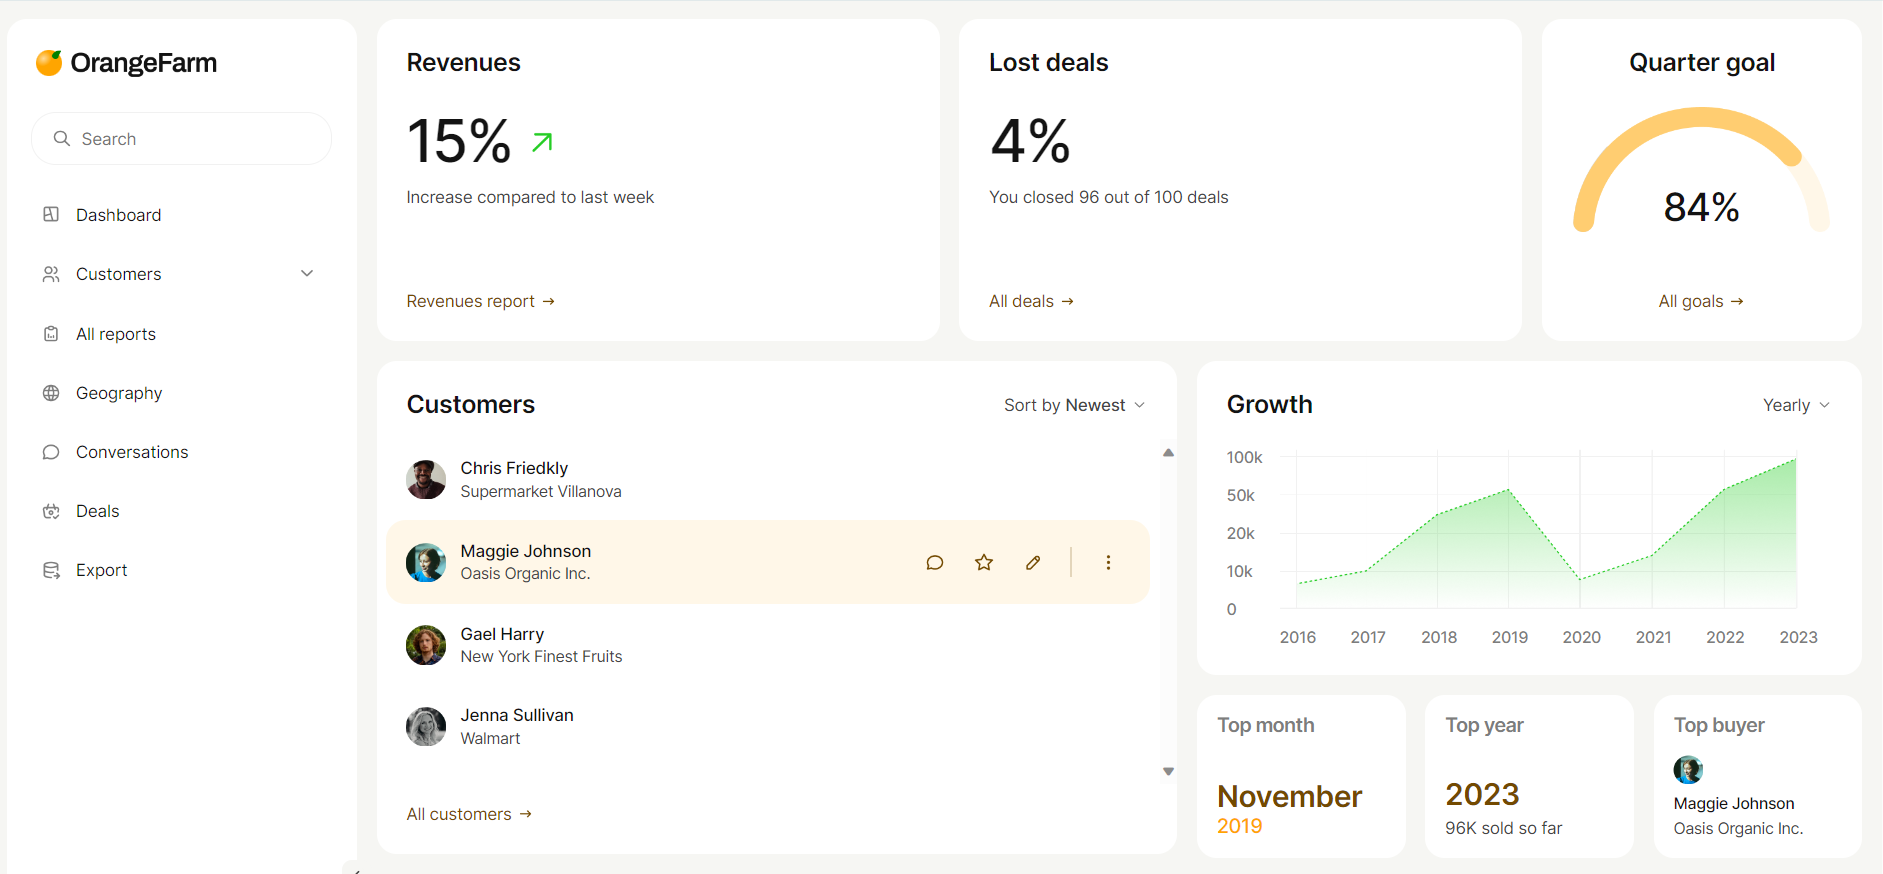 OrangeFarm
Search
Dashboard
Customers
All reports
Geography
Conversations
Deals
Export
Revenues
15%
Increase compared to last week
Revenues report →
Lost deals
4%
You closed 96 out of 100 deals
All deals →
Quarter goal
84%
All goals →
Customers
Sort by Newest
Chris Friedkly
Supermarket Villanova
Maggie Johnson
Oasis Organic Inc.
Gael Harry
New York Finest Fruits
Jenna Sullivan
Walmart
All customers →
Growth
Yearly
100k
50k
20k
10k
0
2016 2017 2018 2019 2020 2021 2022 2023
Top month
November
2019
Top year
2023
96K sold so far
Top buyer
Maggie Johnson
Oasis Organic Inc.